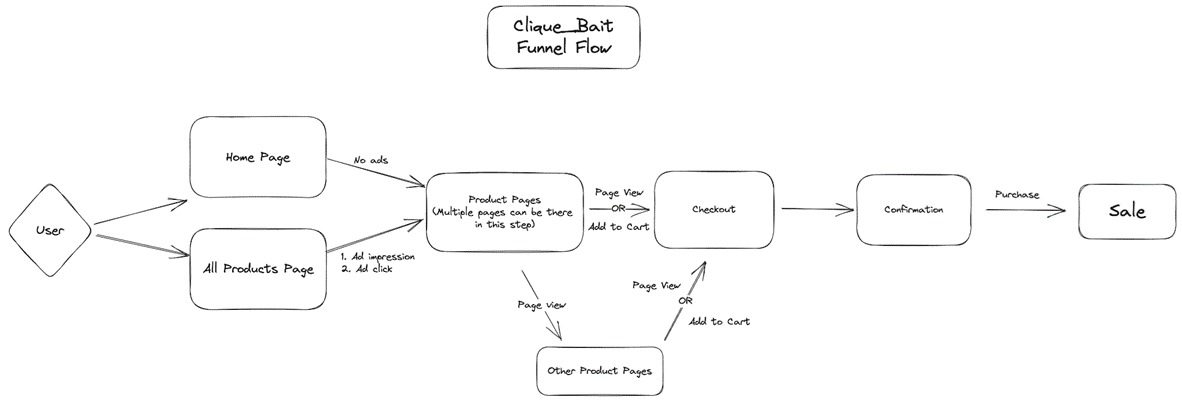 Clique_Bait
Funnel Flow
User
Home Page
All Products Page
No ads
1. Ad impression
2. Ad click
Product Pages
(Multiple pages can be there
in this step)
Page View
OR
Add to Cart
Page view
Other Product Pages
Page View
OR
Add to Cart
Checkout
Confirmation
Purchase
Sale